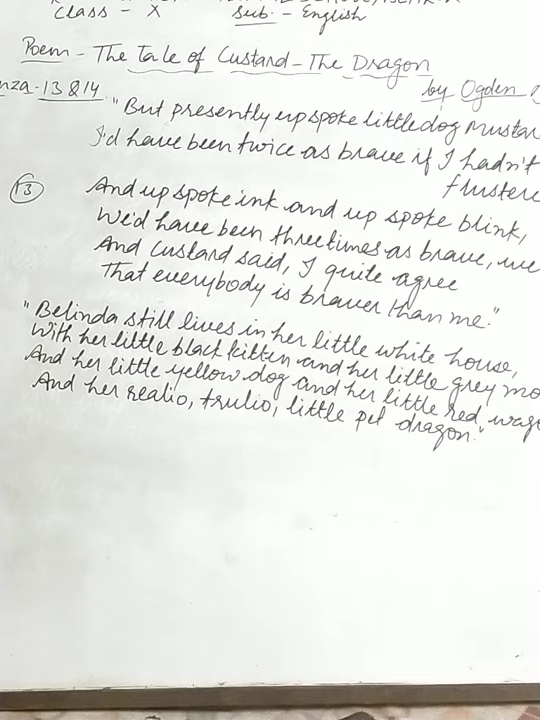 Class - X Sub. - English
Poem - The Tale of Custard - The Dragon
13 & 14. by Ogden
"But presently up spoke little dog Mustar
I'd have been twice as brave if I hadn't
flustere
13 And up spoke ink and up spoke blink,
We'd have been three times as brave, we
And Custard said, I quite agree
That everybody is braver than me."
"Belinda still lives in her little white house,
With her little black kitten and her little grey mo
And her little yellow dog and her little red wago
And her realio, trulio, little pet dragon."